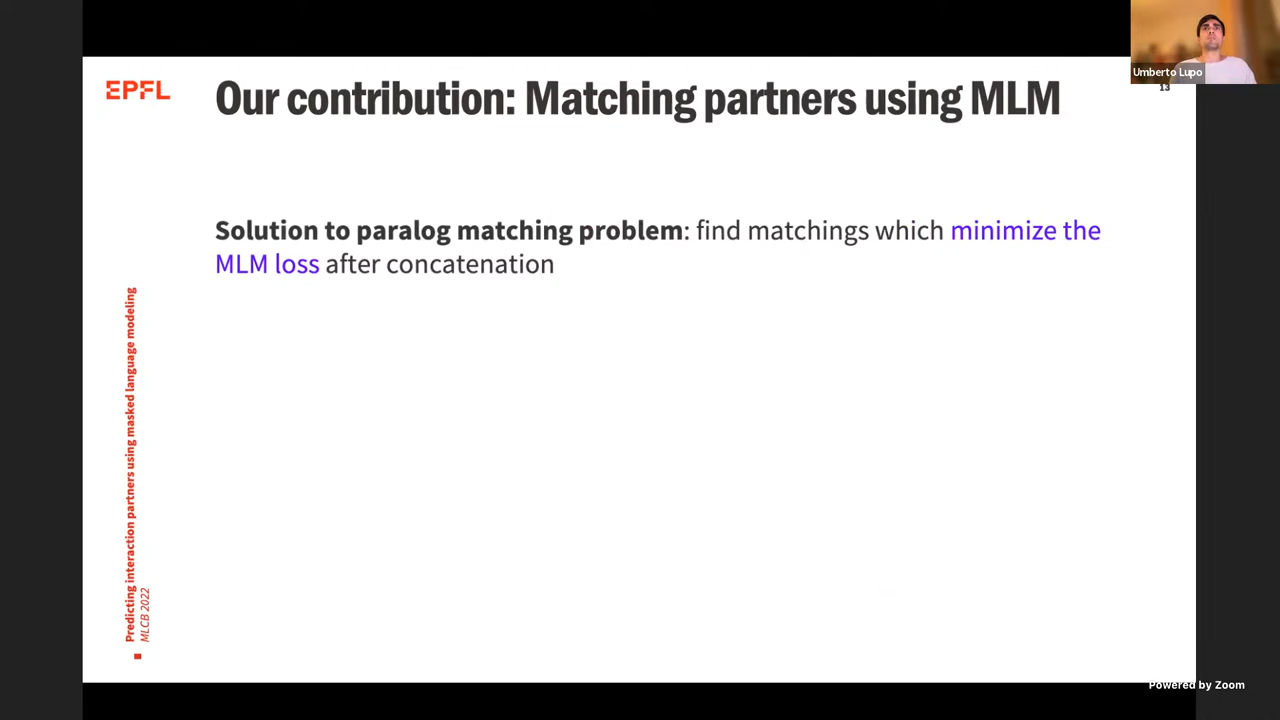 Umberto Lupo
EPFL
Our contribution: Matching partners using MLM
13
Solution to paralog matching problem: find matchings which minimize the
MLM loss after concatenation
Predicting interaction partners using masked language modeling
MLCB 2022
Powered by Zoom